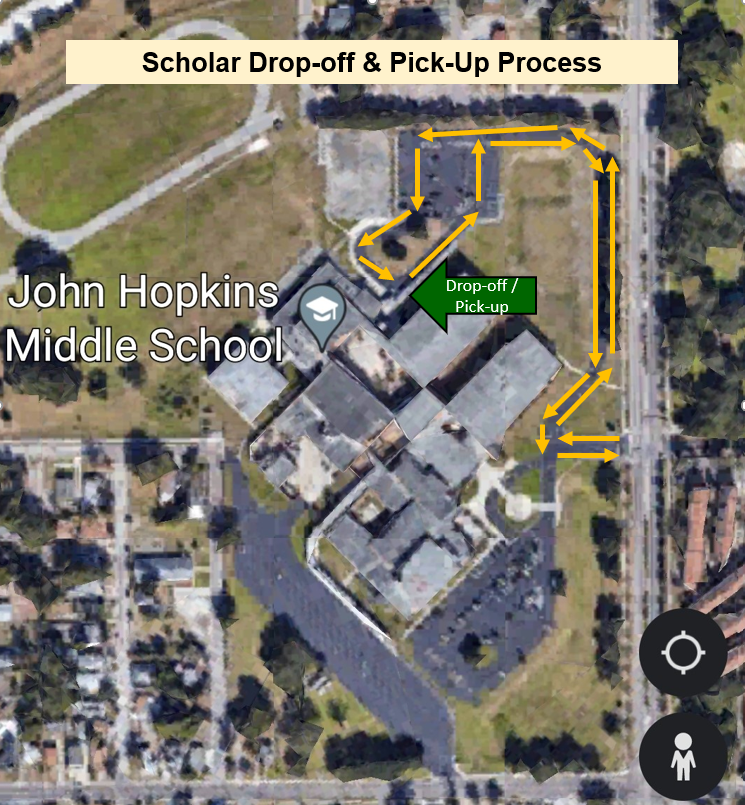 Scholar Drop-off & Pick-Up Process
John Hopkins
Middle School
Drop-off /
Pick-up